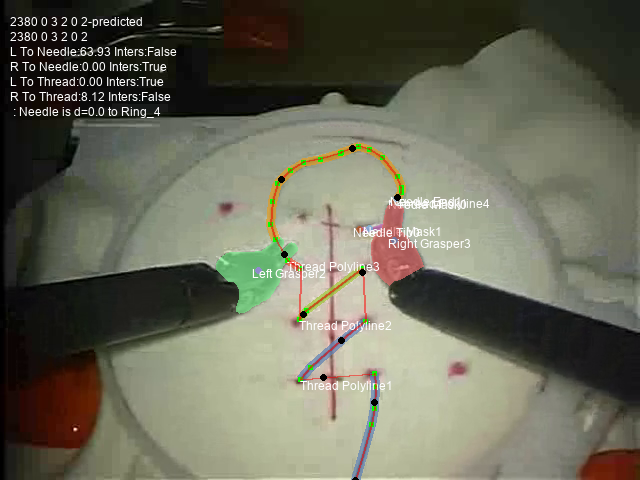 2380 0 3 2 0 2-predicted
2380 0 3 2 0 2
L To Needle:63.93 Inters:False
R To Needle:0.00 Inters:True
L To Thread:0.00 Inters:True
R To Thread:8.12 Inters:False
: Needle is d=0.0 to Ring_4
Right Grasper3
Thread Polyline3
Left Grasper2
Thread Polyline2
Thread Polyline1